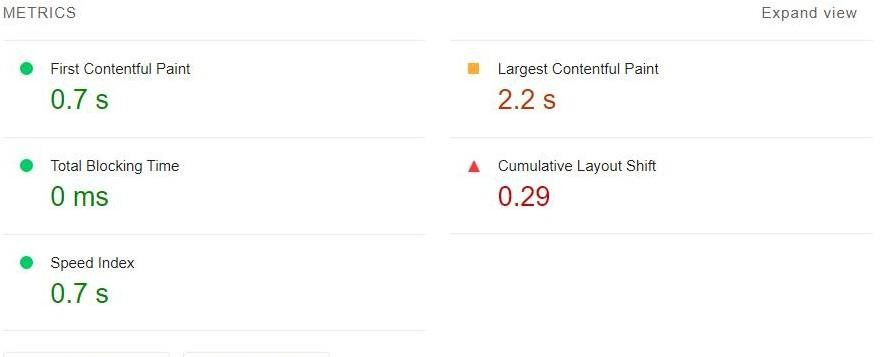 METRICS
Expand view
First Contentful Paint
0.7 s
Largest Contentful Paint
2.2 s
Total Blocking Time
0 ms
Cumulative Layout Shift
0.29
Speed Index
0.7 s